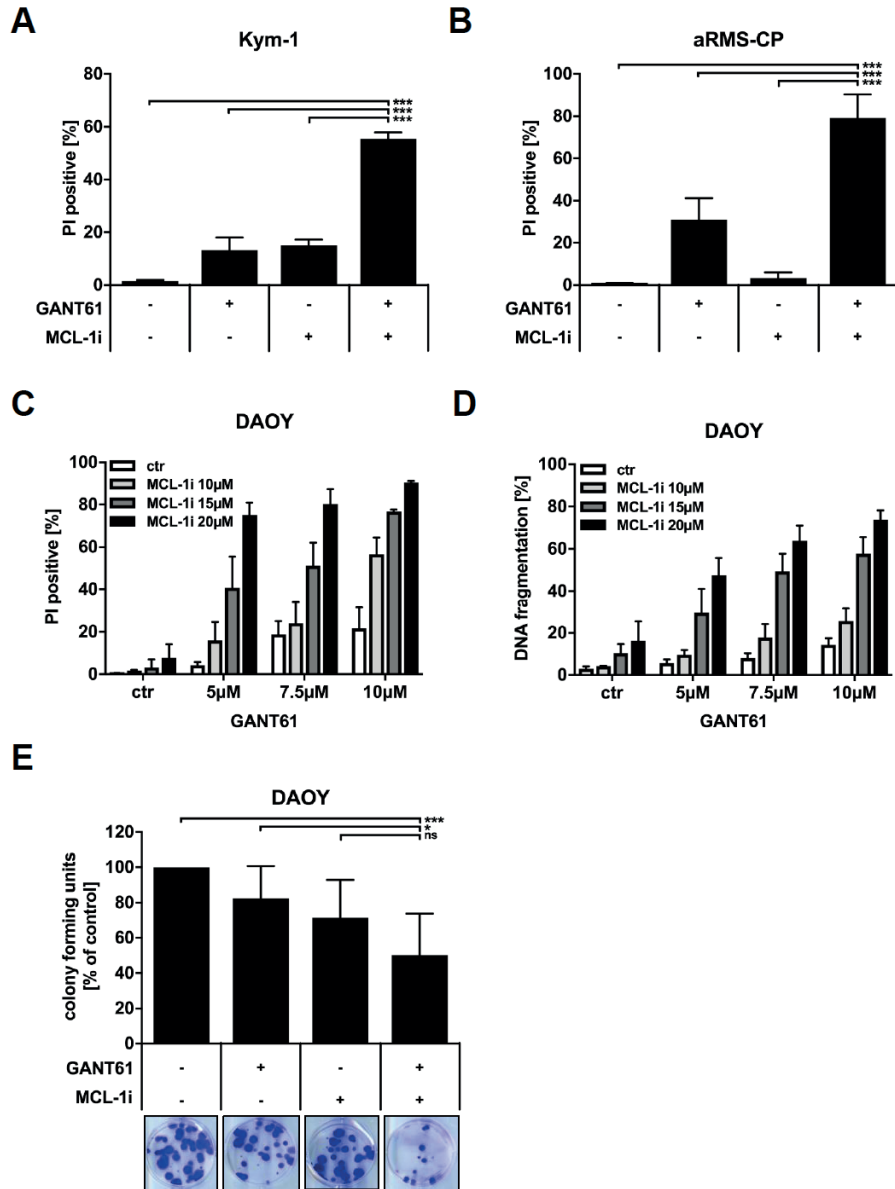 A
Kym-1
PI positive [%]
80
60
40
20
0
***
***
***
GANT61 - + - +
MCL-1i - - + +
B
aRMS-CP
PI positive [%]
100
80
60
40
20
0
***
***
***
GANT61 - + - +
MCL-1i - - + +
C
DAOY
PI positive [%]
100
80
60
40
20
0
ctr
MCL-1i 10µM
MCL-1i 15µM
MCL-1i 20µM
ctr 5µM 7.5µM 10µM
GANT61
D
DAOY
DNA fragmentation [%]
100
80
60
40
20
0
ctr
MCL-1i 10µM
MCL-1i 15µM
MCL-1i 20µM
ctr 5µM 7.5µM 10µM
GANT61
E
DAOY
colony forming units
[% of control]
120
100
80
60
40
20
0
***
*
ns
GANT61 - + - +
MCL-1i - - + +